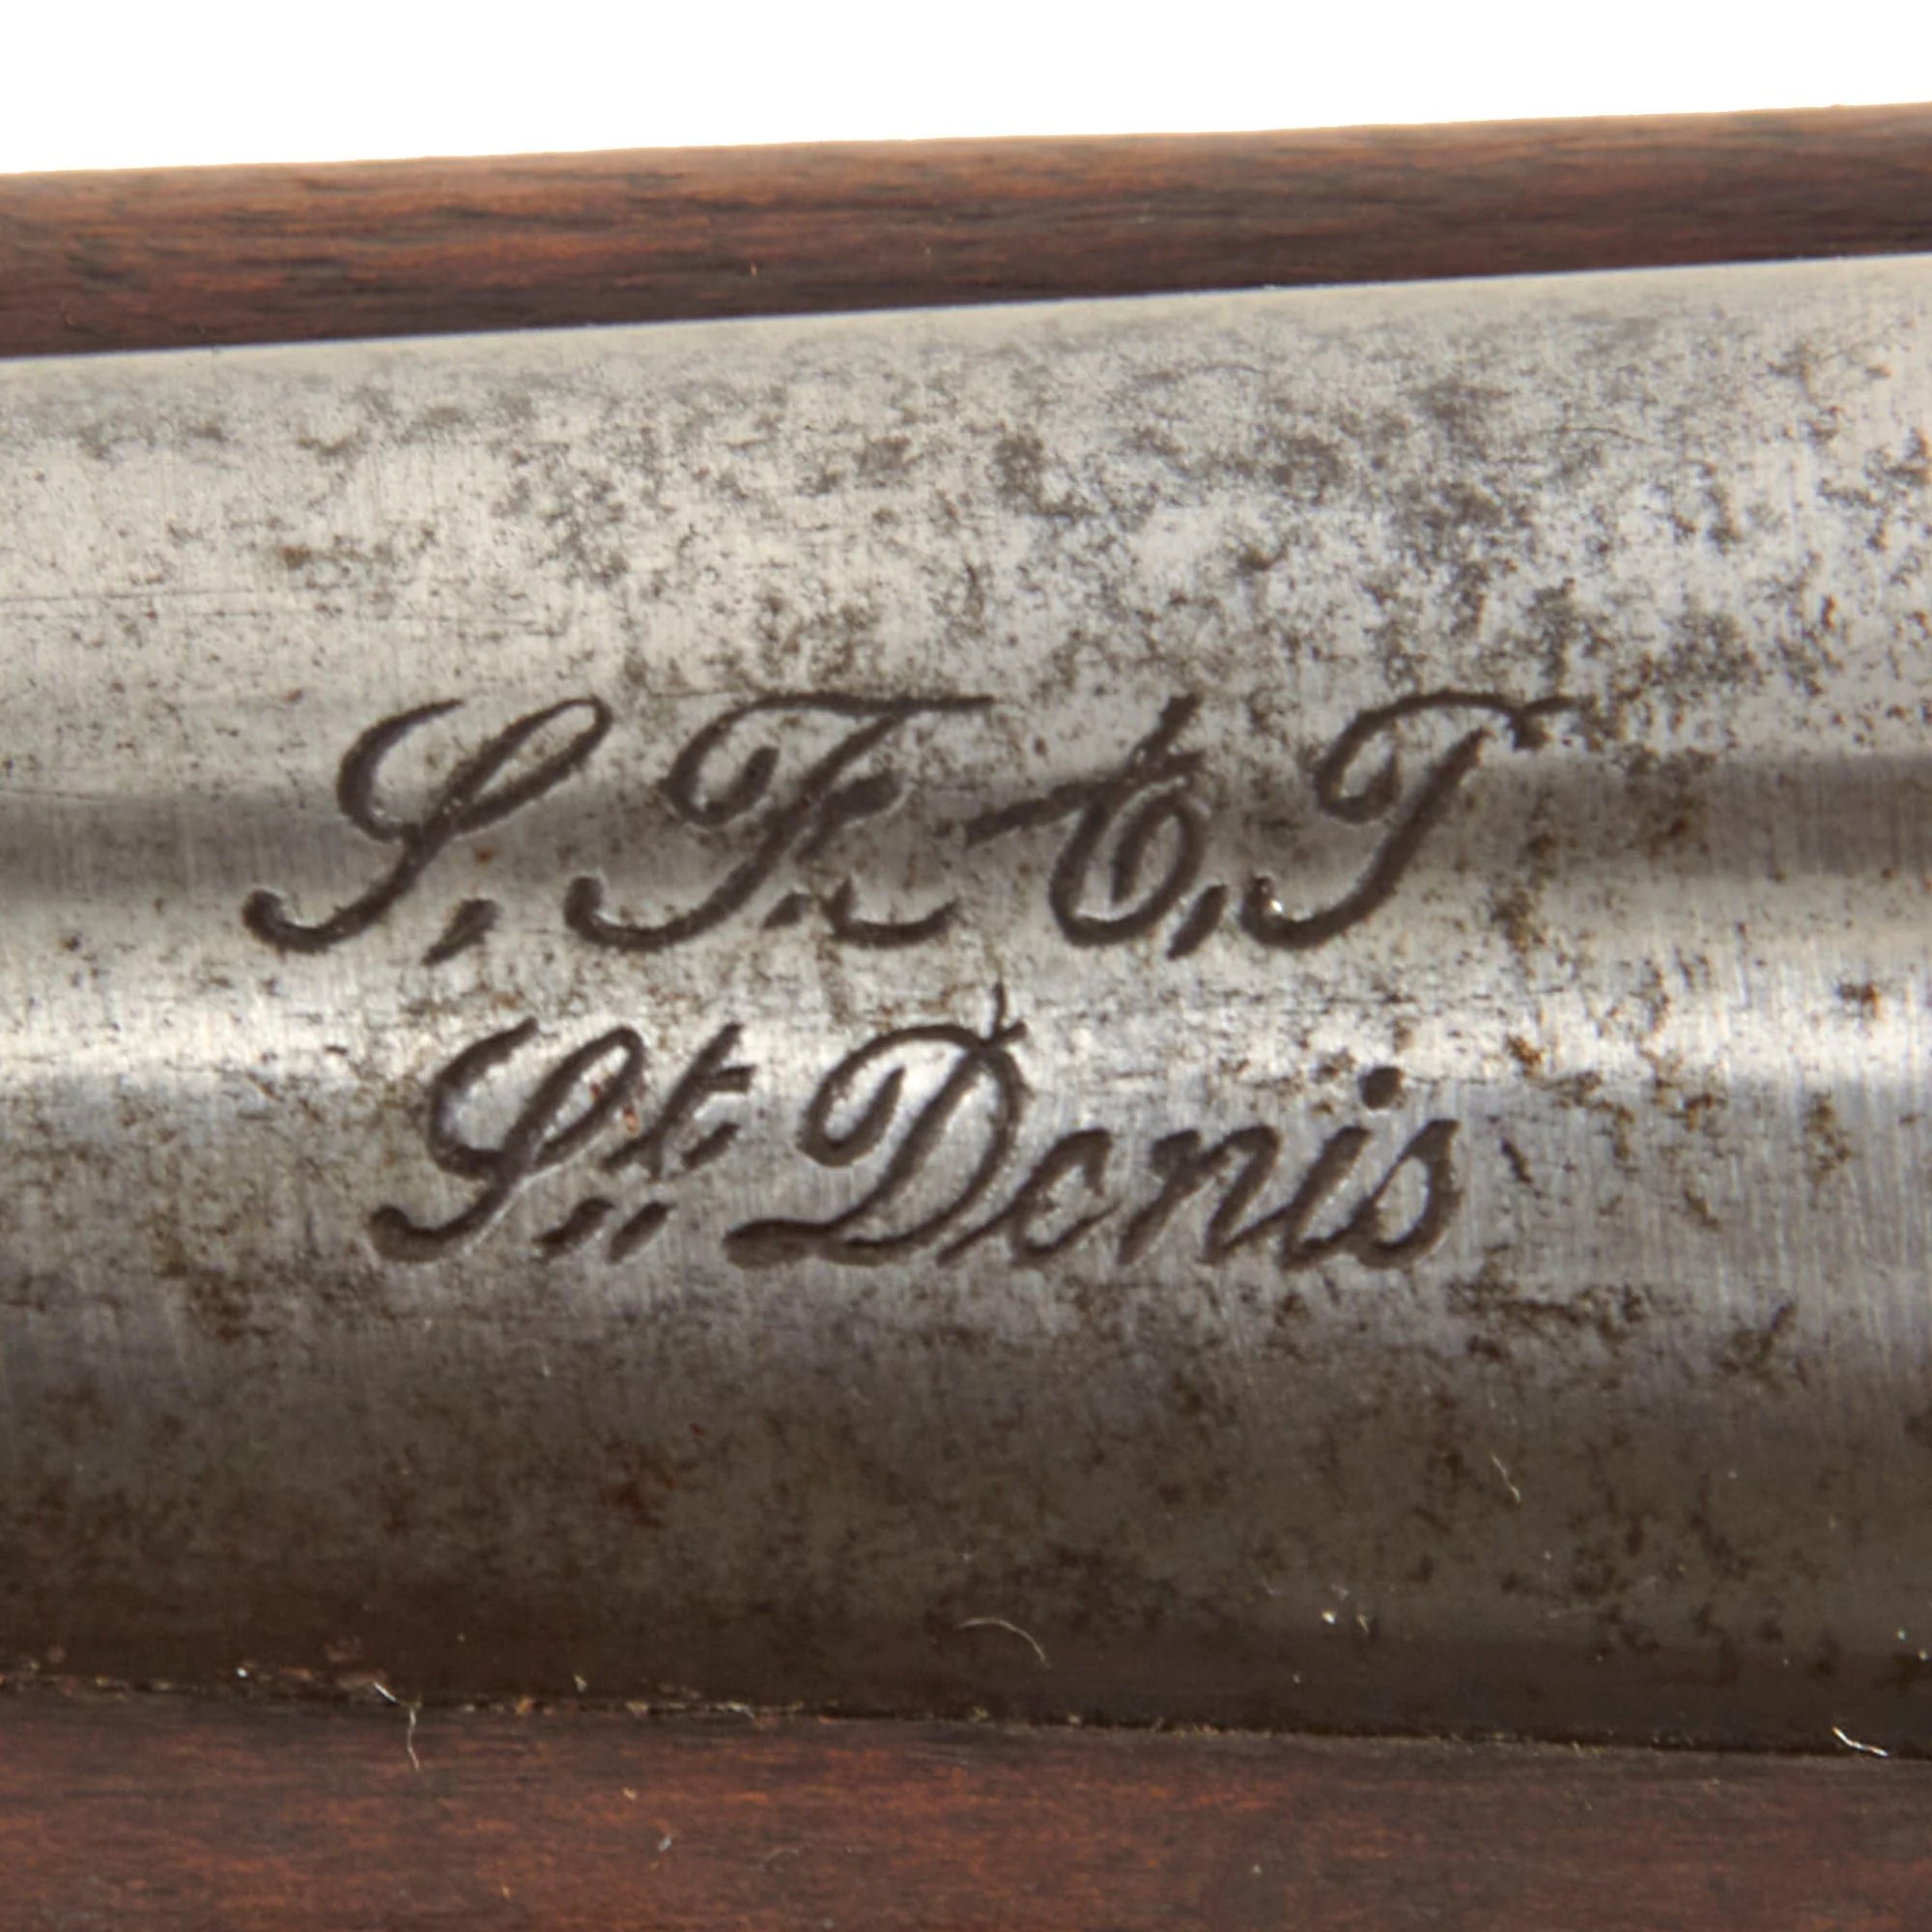 S. F. T
St. Denis